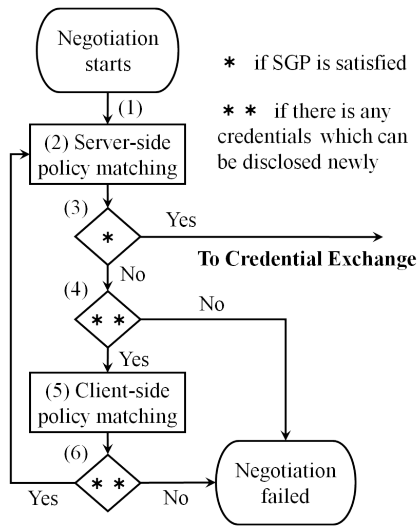 Negotiation
starts
* if SGP is satisfied
(1)
* * if there is any
credentials which can
be disclosed newly
(2) Server-side
policy matching
(3)
*
Yes
To Credential Exchange
No
(4)
* *
No
Yes
(5) Client-side
policy matching
(6)
* *
Yes
No
Negotiation
failed